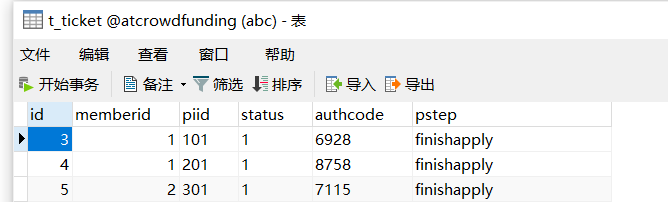 t_ticket @atcrowdfunding (abc) - 表
文件 编辑 查看 窗口 帮助
开始事务 备注 筛选 排序 导入 导出
id memberid piid status authcode pstep
3 1 101 1 6928 finishapply
4 1 201 1 8758 finishapply
5 2 301 1 7115 finishapply